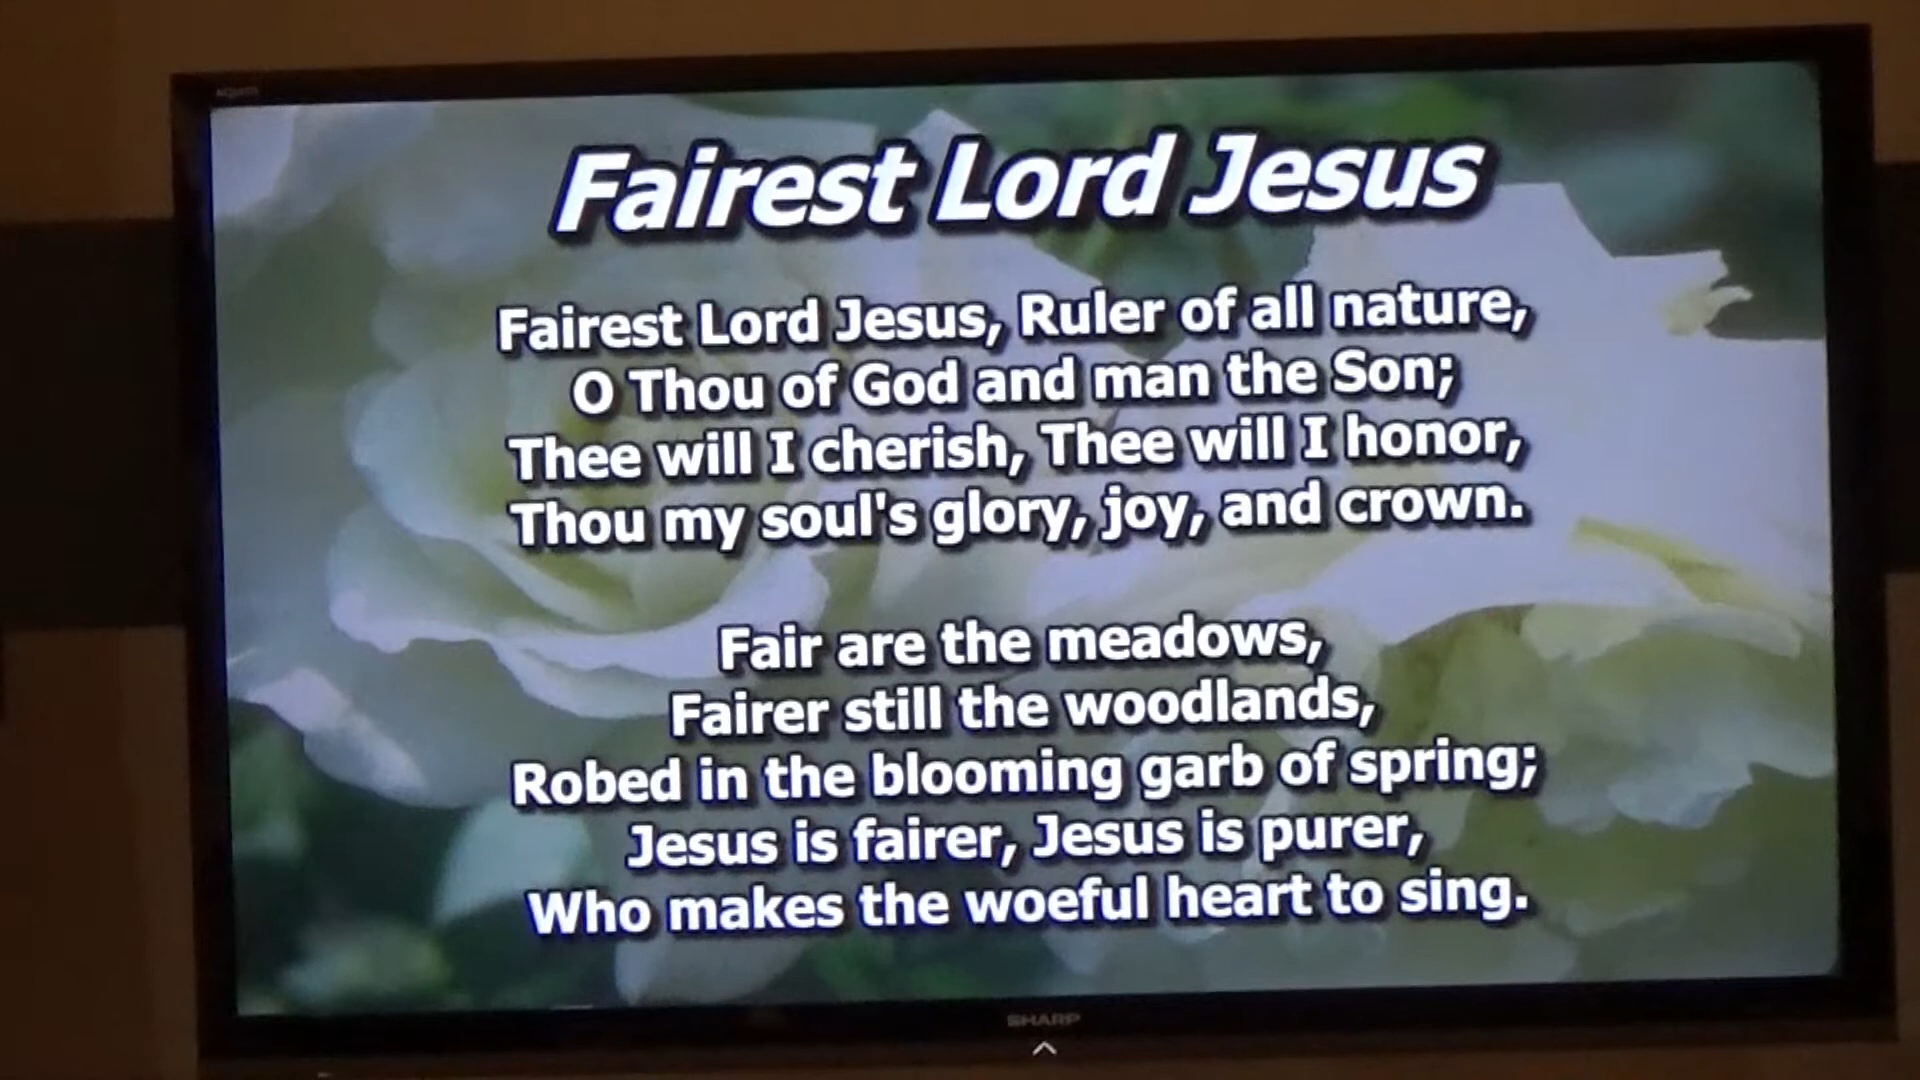 AQUOS
Fairest Lord Jesus
Fairest Lord Jesus, Ruler of all nature,
O Thou of God and man the Son;
Thee will I cherish, Thee will I honor,
Thou my soul's glory, joy, and crown.
Fair are the meadows,
Fairer still the woodlands,
Robed in the blooming garb of spring;
Jesus is fairer, Jesus is purer,
Who makes the woeful heart to sing.
SHARP